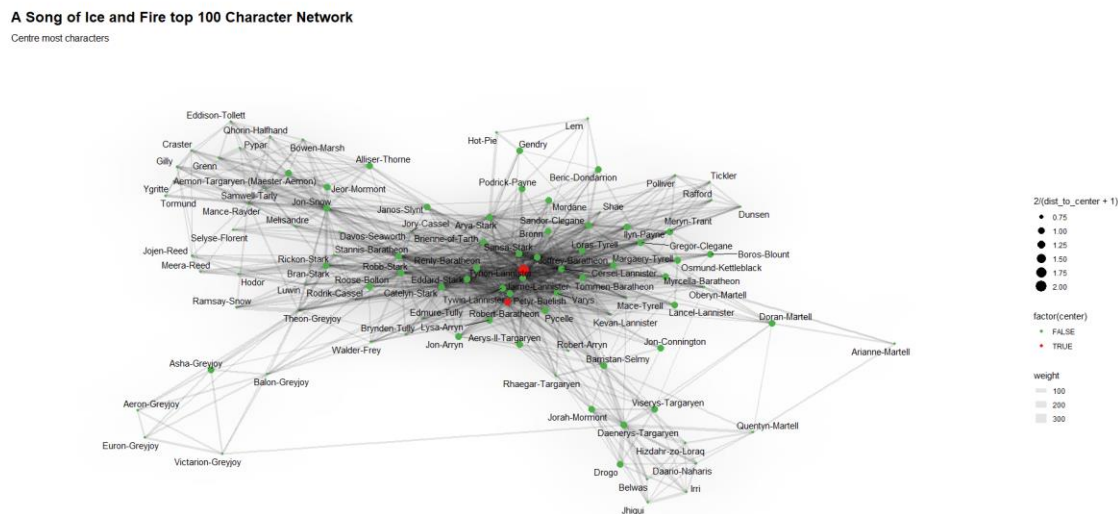 A Song of Ice and Fire top 100 Character Network
Centre most characters
Eddison-Tollett
Qhorin-Halfhand
Craster
Pypar
Bowen-Marsh
Gilly
Grenn
Alliser-Thorne
Aemon-Targaryen-(Maester-Aemon)
Jeor-Mormont
Ygritte
Samwell-Tarly
Tormund
Jon-Snow
Mance-Rayder
Janos-Slynt
Melisandre
Lem
Hot-Pie
Gendry
Podrick-Payne
Beric-Dondarrion
Polliver
Tickler
Rafford
Mordane
Shae
Dunsen
Jory-Cassel
Arya-Stark
Sandor-Clegane
Meryn-Trant
Selyse-Florent
Davos-Seaworth
Brienne-of-Tarth
Bronn
Ilyn-Payne
Stannis-Baratheon
Sansa-Stark
Loras-Tyrell
Gregor-Clegane
Jojen-Reed
Rickon-Stark
Renly-Baratheon
Joffrey-Baratheon
Margaery-Tyrell
Boros-Blount
Meera-Reed
Bran-Stark
Robb-Stark
Tyrion-Lannister
Cersei-Lannister
Osmund-Kettleblack
Hodor
Roose-Bolton
Eddard-Stark
Jaime-Lannister
Tommen-Baratheon
Myrcella-Baratheon
Luwin
Rodrik-Cassel
Catelyn-Stark
Petyr-Baelish
Varys
Oberyn-Martell
Ramsay-Snow
Tywin-Lannister
Mace-Tyrell
Lancel-Lannister
Theon-Greyjoy
Edmure-Tully
Robert-Baratheon
Pycelle
Kevan-Lannister
Doran-Martell
Brynden-Tully
Lysa-Arryn
Aerys-II-Targaryen
Robert-Arryn
Jon-Connington
Walder-Frey
Jon-Arryn
Barristan-Selmy
Arianne-Martell
Asha-Greyjoy
Balon-Greyjoy
Rhaegar-Targaryen
Viserys-Targaryen
Aeron-Greyjoy
Jorah-Mormont
Daenerys-Targaryen
Quentyn-Martell
Euron-Greyjoy
Hizdahr-zo-Loraq
Victarion-Greyjoy
Drogo
Daario-Naharis
Belwas
Irri
Jhiqui
2/(dist_to_center + 1)
0.75
1.00
1.25
1.50
1.75
2.00
factor(center)
FALSE
TRUE
weight
100
200
300